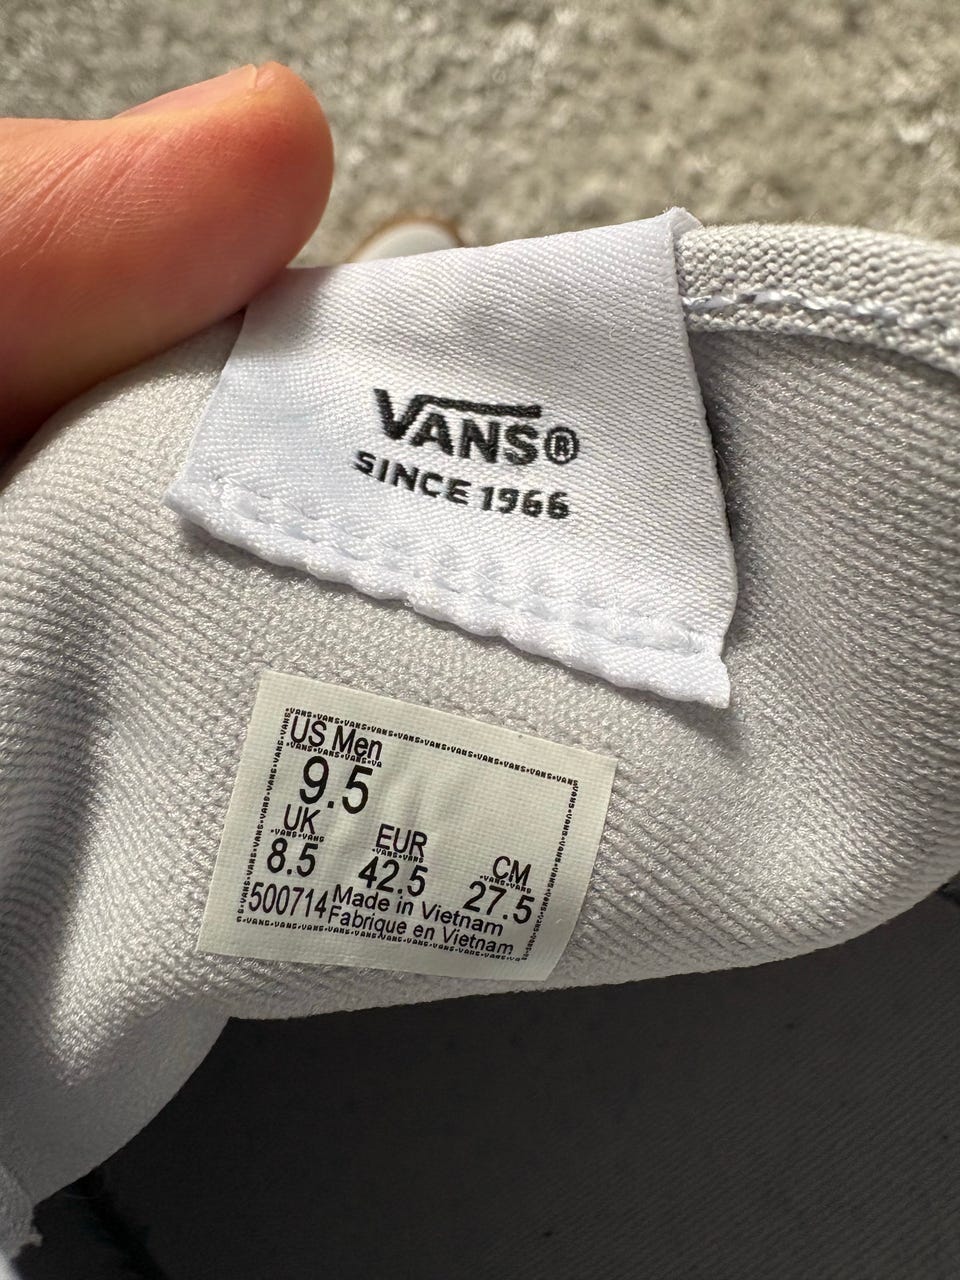 VANS®
SINCE 1966
US Men
9.5
UK EUR CM
8.5 42.5 27.5
500714 Made in Vietnam
Fabrique en Vietnam